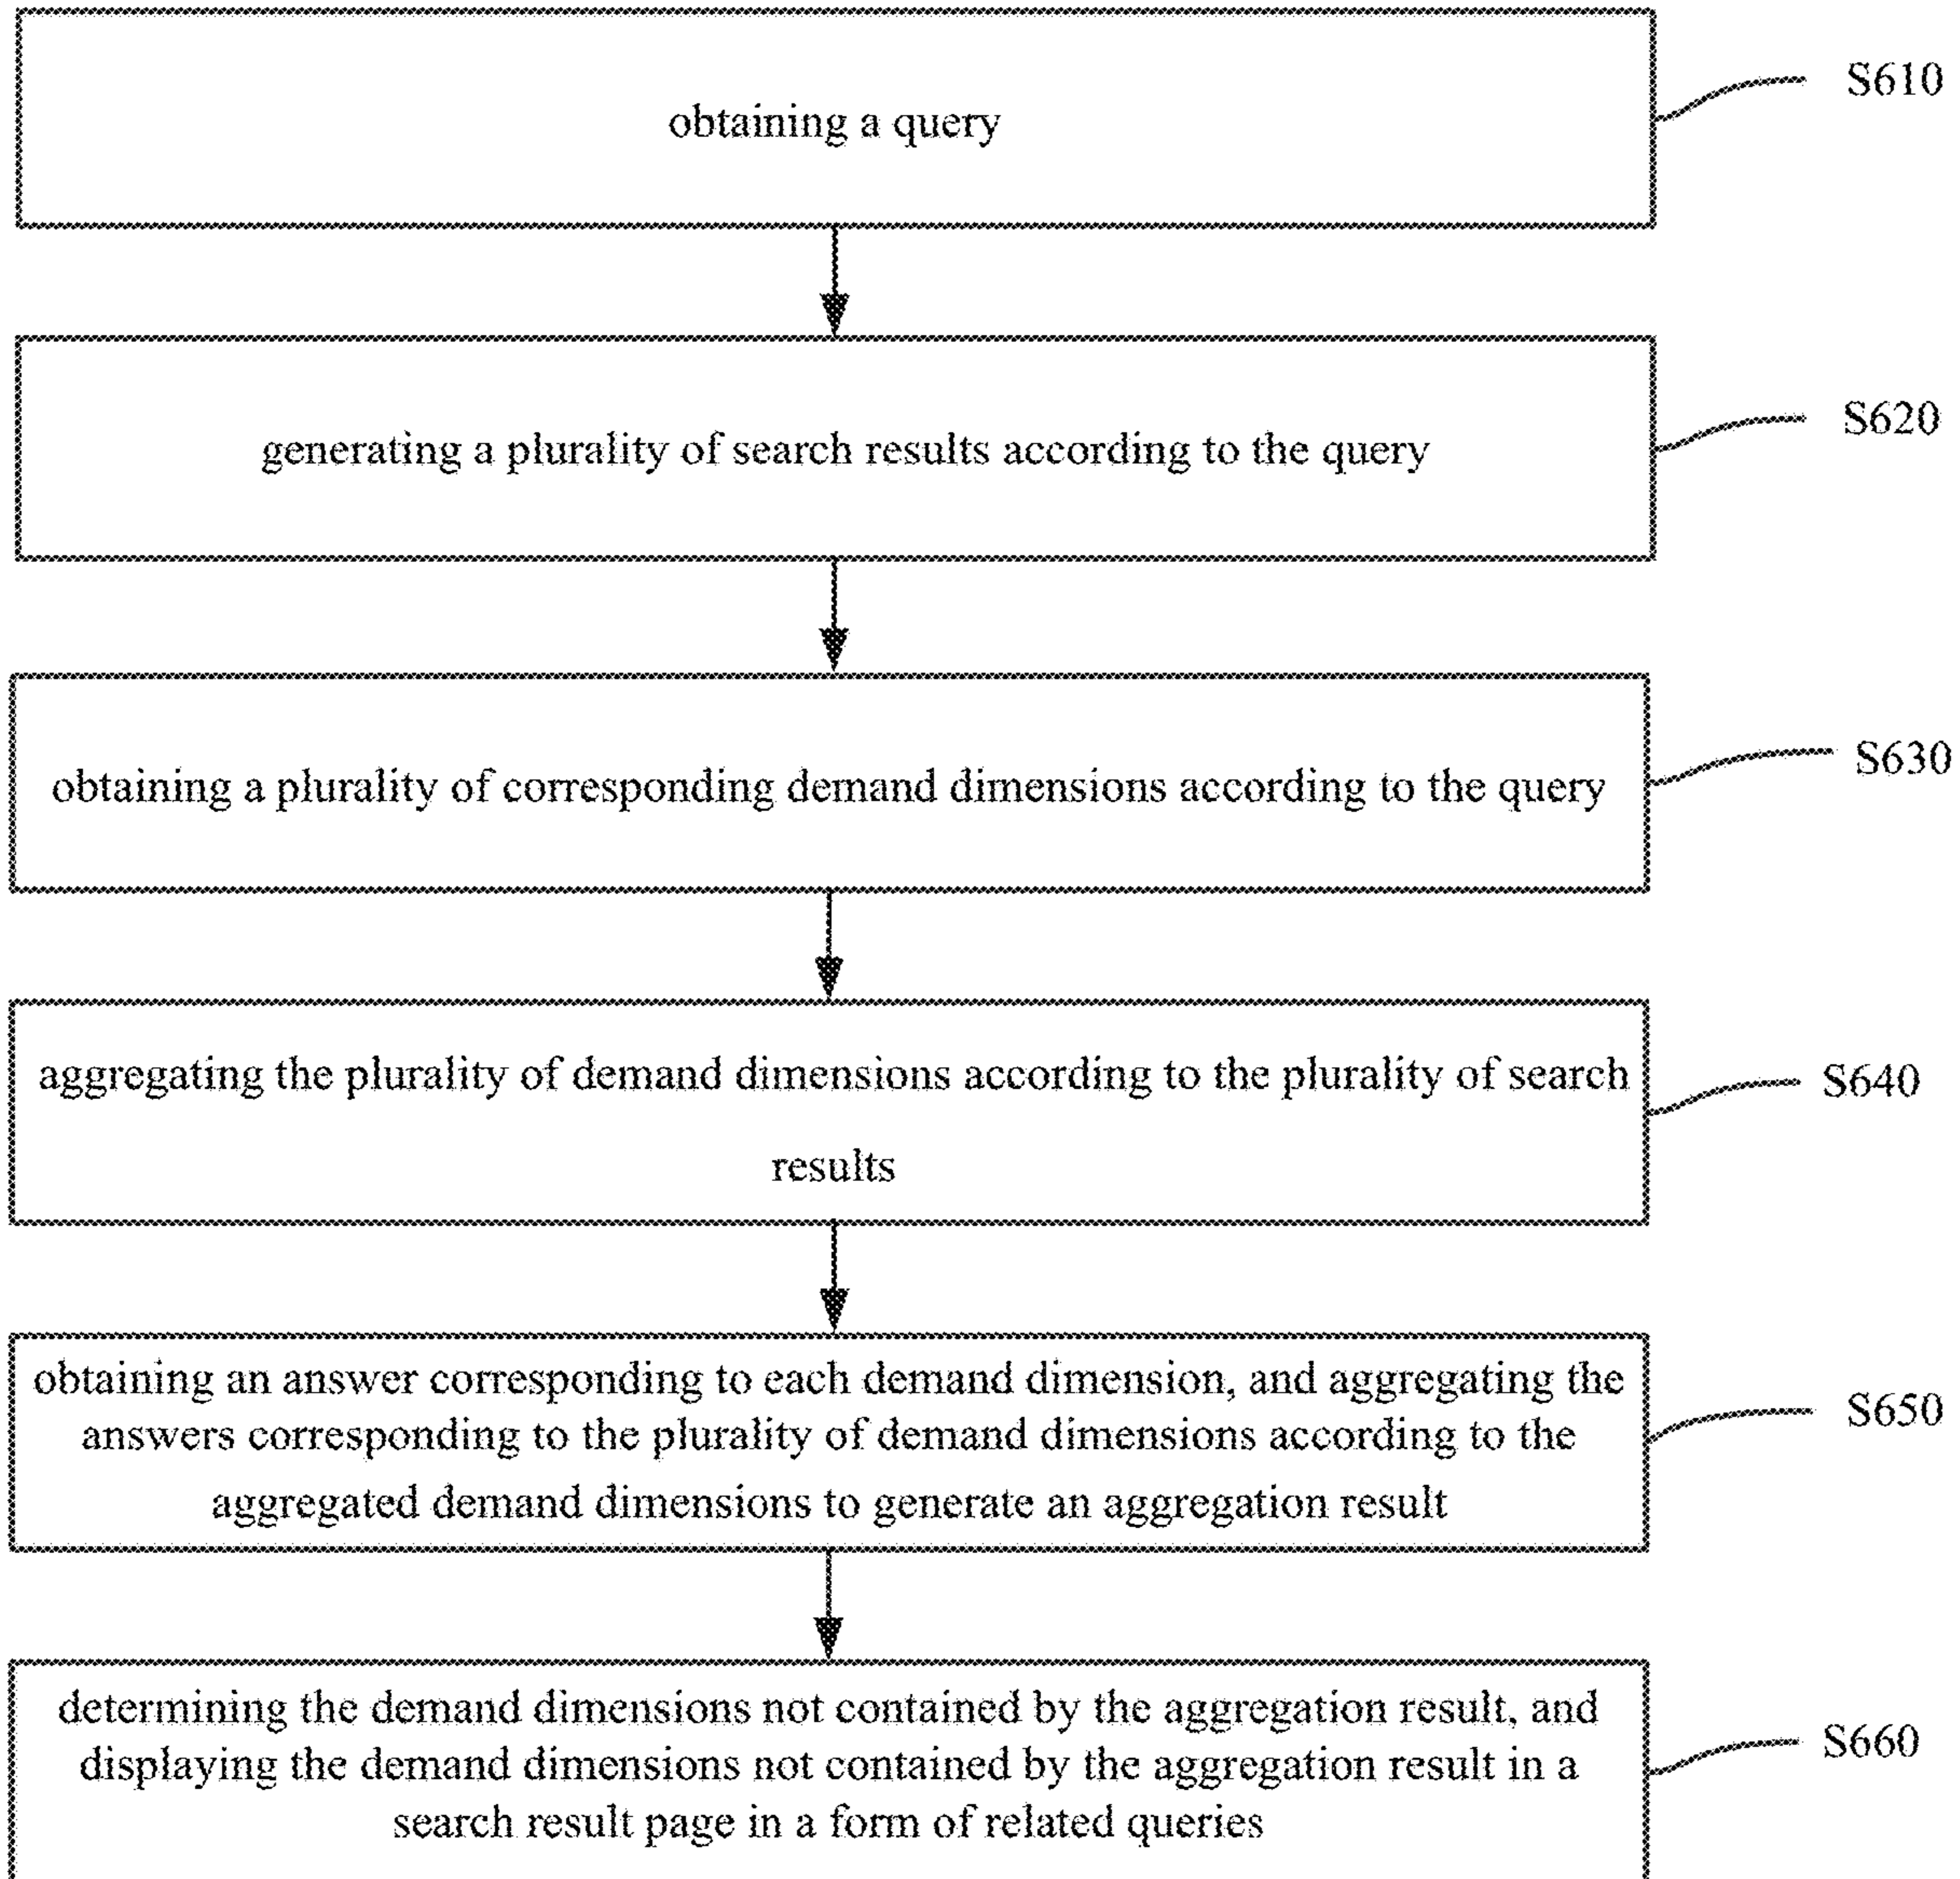 obtaining a query
S610
generating a plurality of search results according to the query
S620
obtaining a plurality of corresponding demand dimensions according to the query
S630
aggregating the plurality of demand dimensions according to the plurality of search
results
S640
obtaining an answer corresponding to each demand dimension, and aggregating the
answers corresponding to the plurality of demand dimensions according to the
aggregated demand dimensions to generate an aggregation result
S650
determining the demand dimensions not contained by the aggregation result, and
displaying the demand dimensions not contained by the aggregation result in a
search result page in a form of related queries
S660